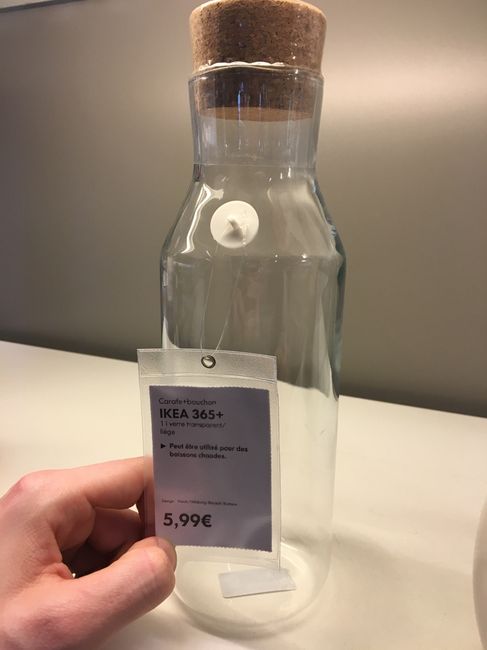 Carafe+bouchon
IKEA 365+
1 l verre transparent/
liège
► Peut être utilisé pour des
boissons chaudes.
5,99€